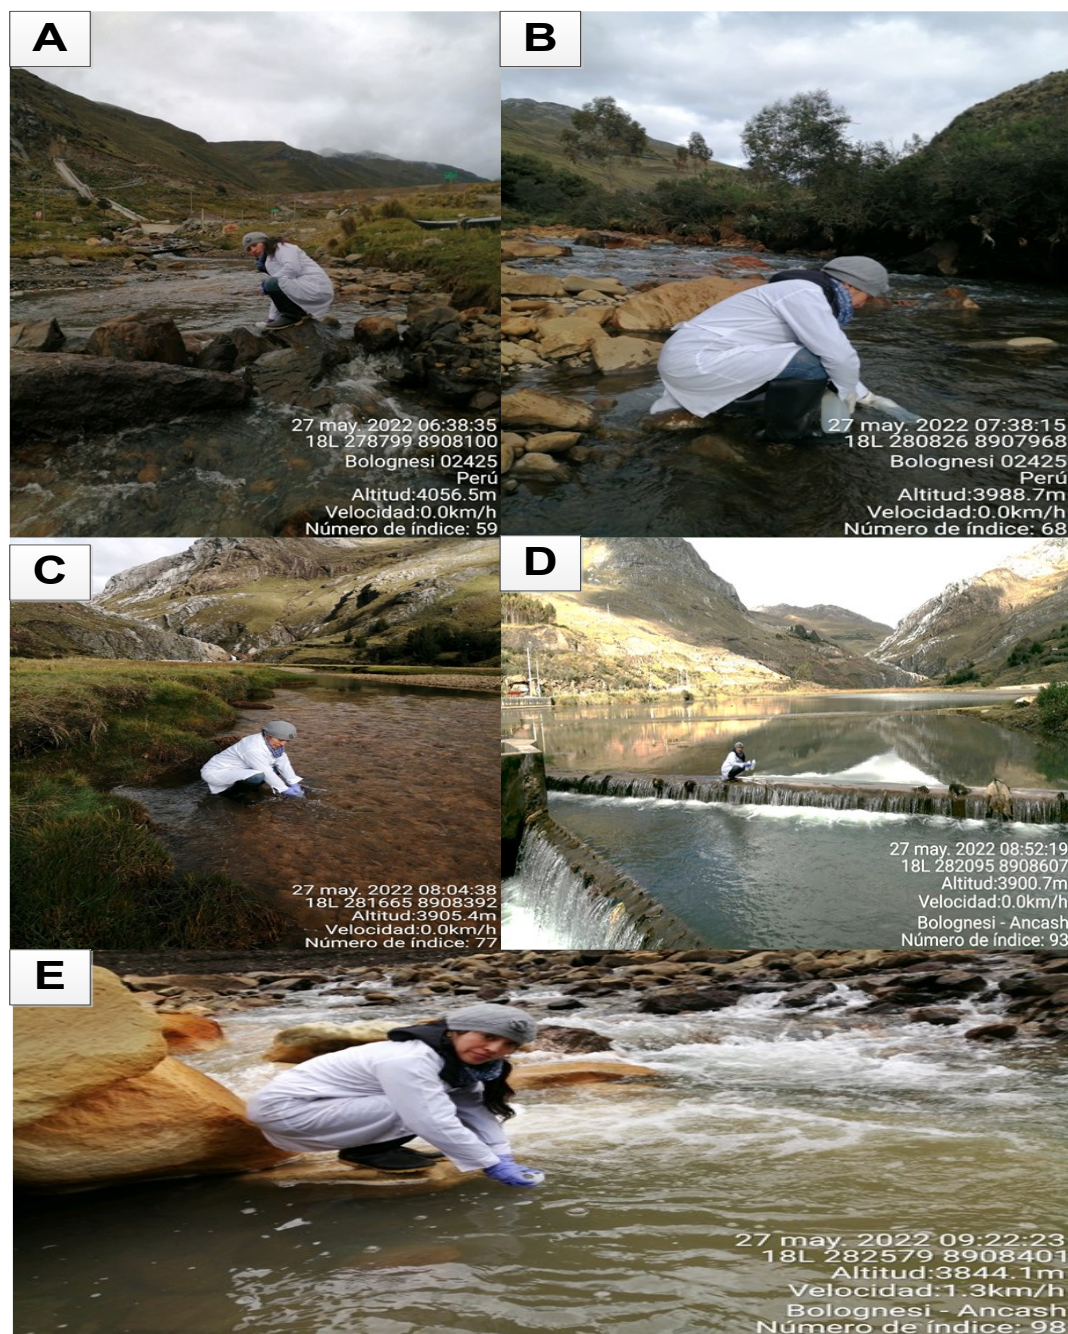 A
27 may. 2022 06:38:35
18L 278799 8908100
Bolognesi 02425
Perú
Altitud:4056.5m
Velocidad:0.0km/h
Número de índice: 59
B
27 may. 2022 07:38:15
18L 280826 8907968
Bolognesi 02425
Perú
Altitud:3988.7m
Velocidad:0.0km/h
Número de índice: 68
C
27 may. 2022 08:04:38
18L 281665 8908392
Altitud:3905.4m
Velocidad:0.0km/h
Número de índice: 77
D
27 may. 2022 08:52:19
18L 282095 8908607
Altitud:3900.7m
Velocidad:0.0km/h
Bolognesi - Ancash
Número de índice: 93
E
27 may. 2022 09:22:23
18L 282579 8908401
Altitud:3844.1m
Velocidad:1.3km/h
Bolognesi - Ancash
Número de índice: 98